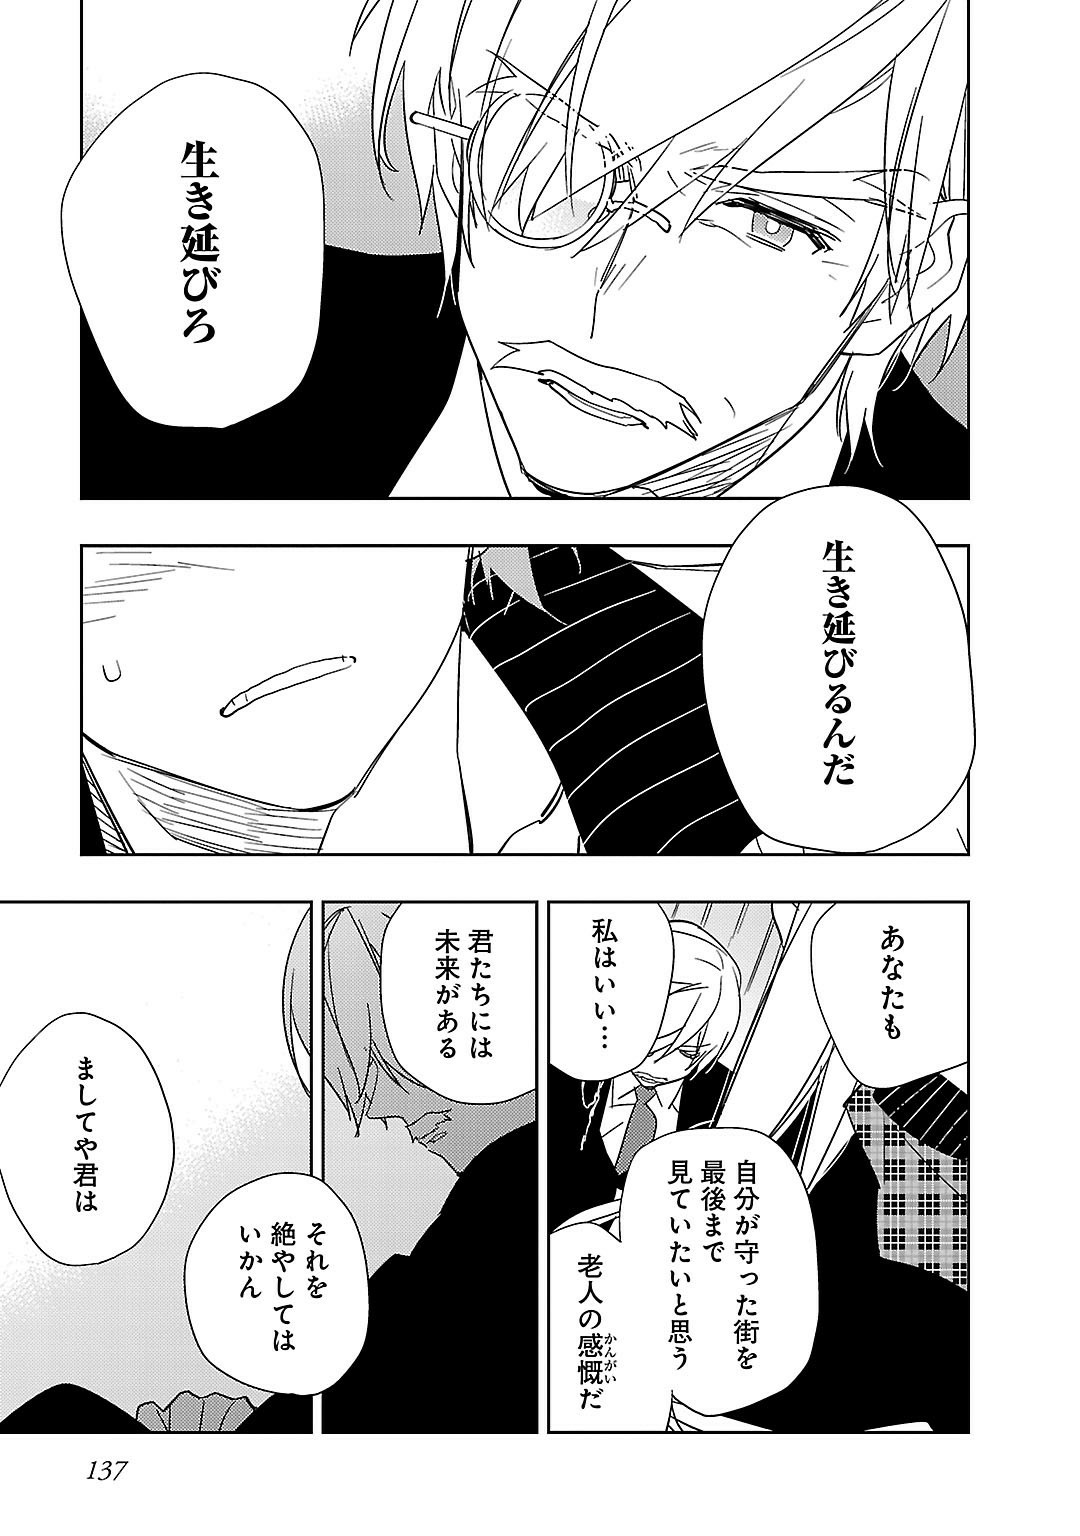 生き延びろ
生き延びるんだ
あなたも
私はいい…
自分が守った街を
最後まで
見ていたいと思う
老人の感慨だ
かんがい
君たちには
未来がある
それを
絶やしては
いかん
ましてや君は
137